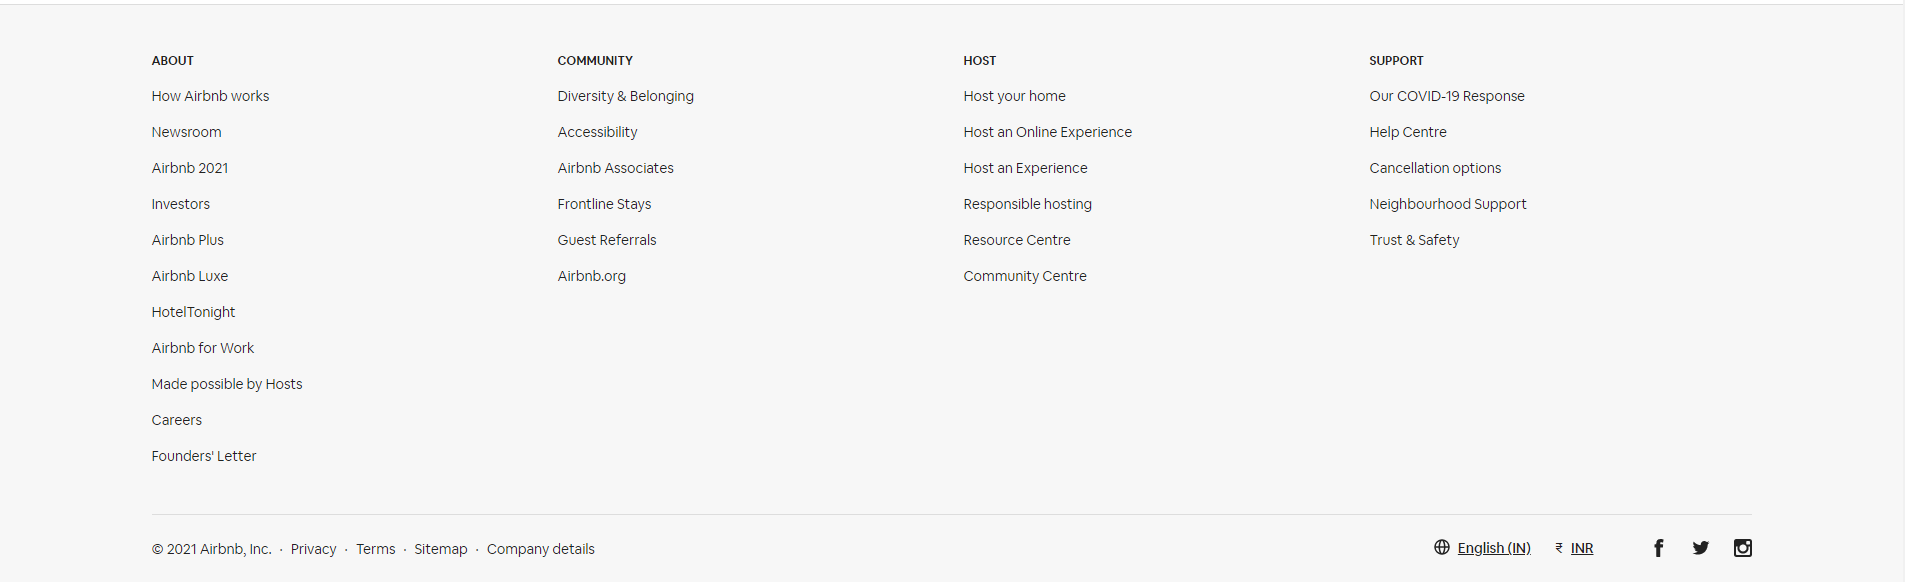 ABOUT
How Airbnb works
Newsroom
Airbnb 2021
Investors
Airbnb Plus
Airbnb Luxe
HotelTonight
Airbnb for Work
Made possible by Hosts
Careers
Founders' Letter
COMMUNITY
Diversity & Belonging
Accessibility
Airbnb Associates
Frontline Stays
Guest Referrals
Airbnb.org
HOST
Host your home
Host an Online Experience
Host an Experience
Responsible hosting
Resource Centre
Community Centre
SUPPORT
Our COVID-19 Response
Help Centre
Cancellation options
Neighbourhood Support
Trust & Safety
© 2021 Airbnb, Inc. · Privacy · Terms · Sitemap · Company details
English (IN) ₹ INR